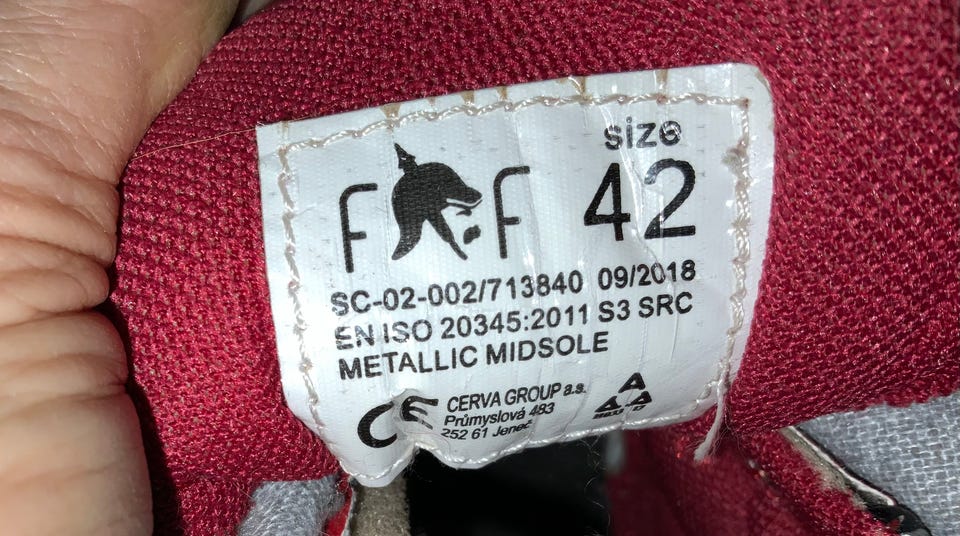 size
F F 42
SC-02-002/713840 09/2018
EN ISO 20345:2011 S3 SRC
METALLIC MIDSOLE
CE CERVA GROUP a.s.
Průmyslová 483
252 61 Jeneč
A